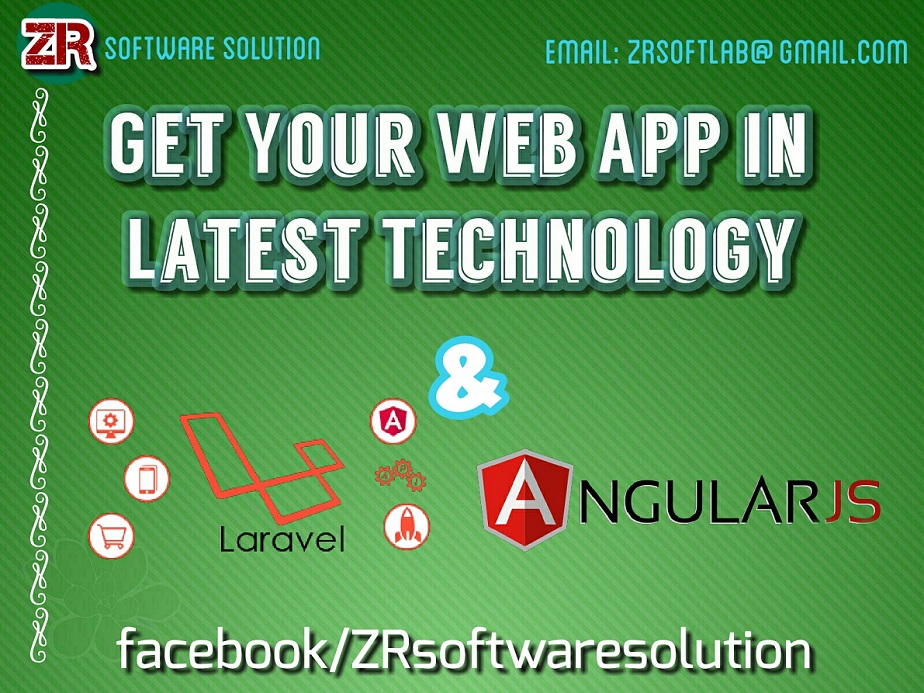 ZR SOFTWARE SOLUTION
EMAIL: ZRSOFTLAB@GMAIL.COM
GET YOUR WEB APP IN
LATEST TECHNOLOGY
&
A
A P I
Laravel
ANGULARJS
facebook/ZRsoftwaresolution